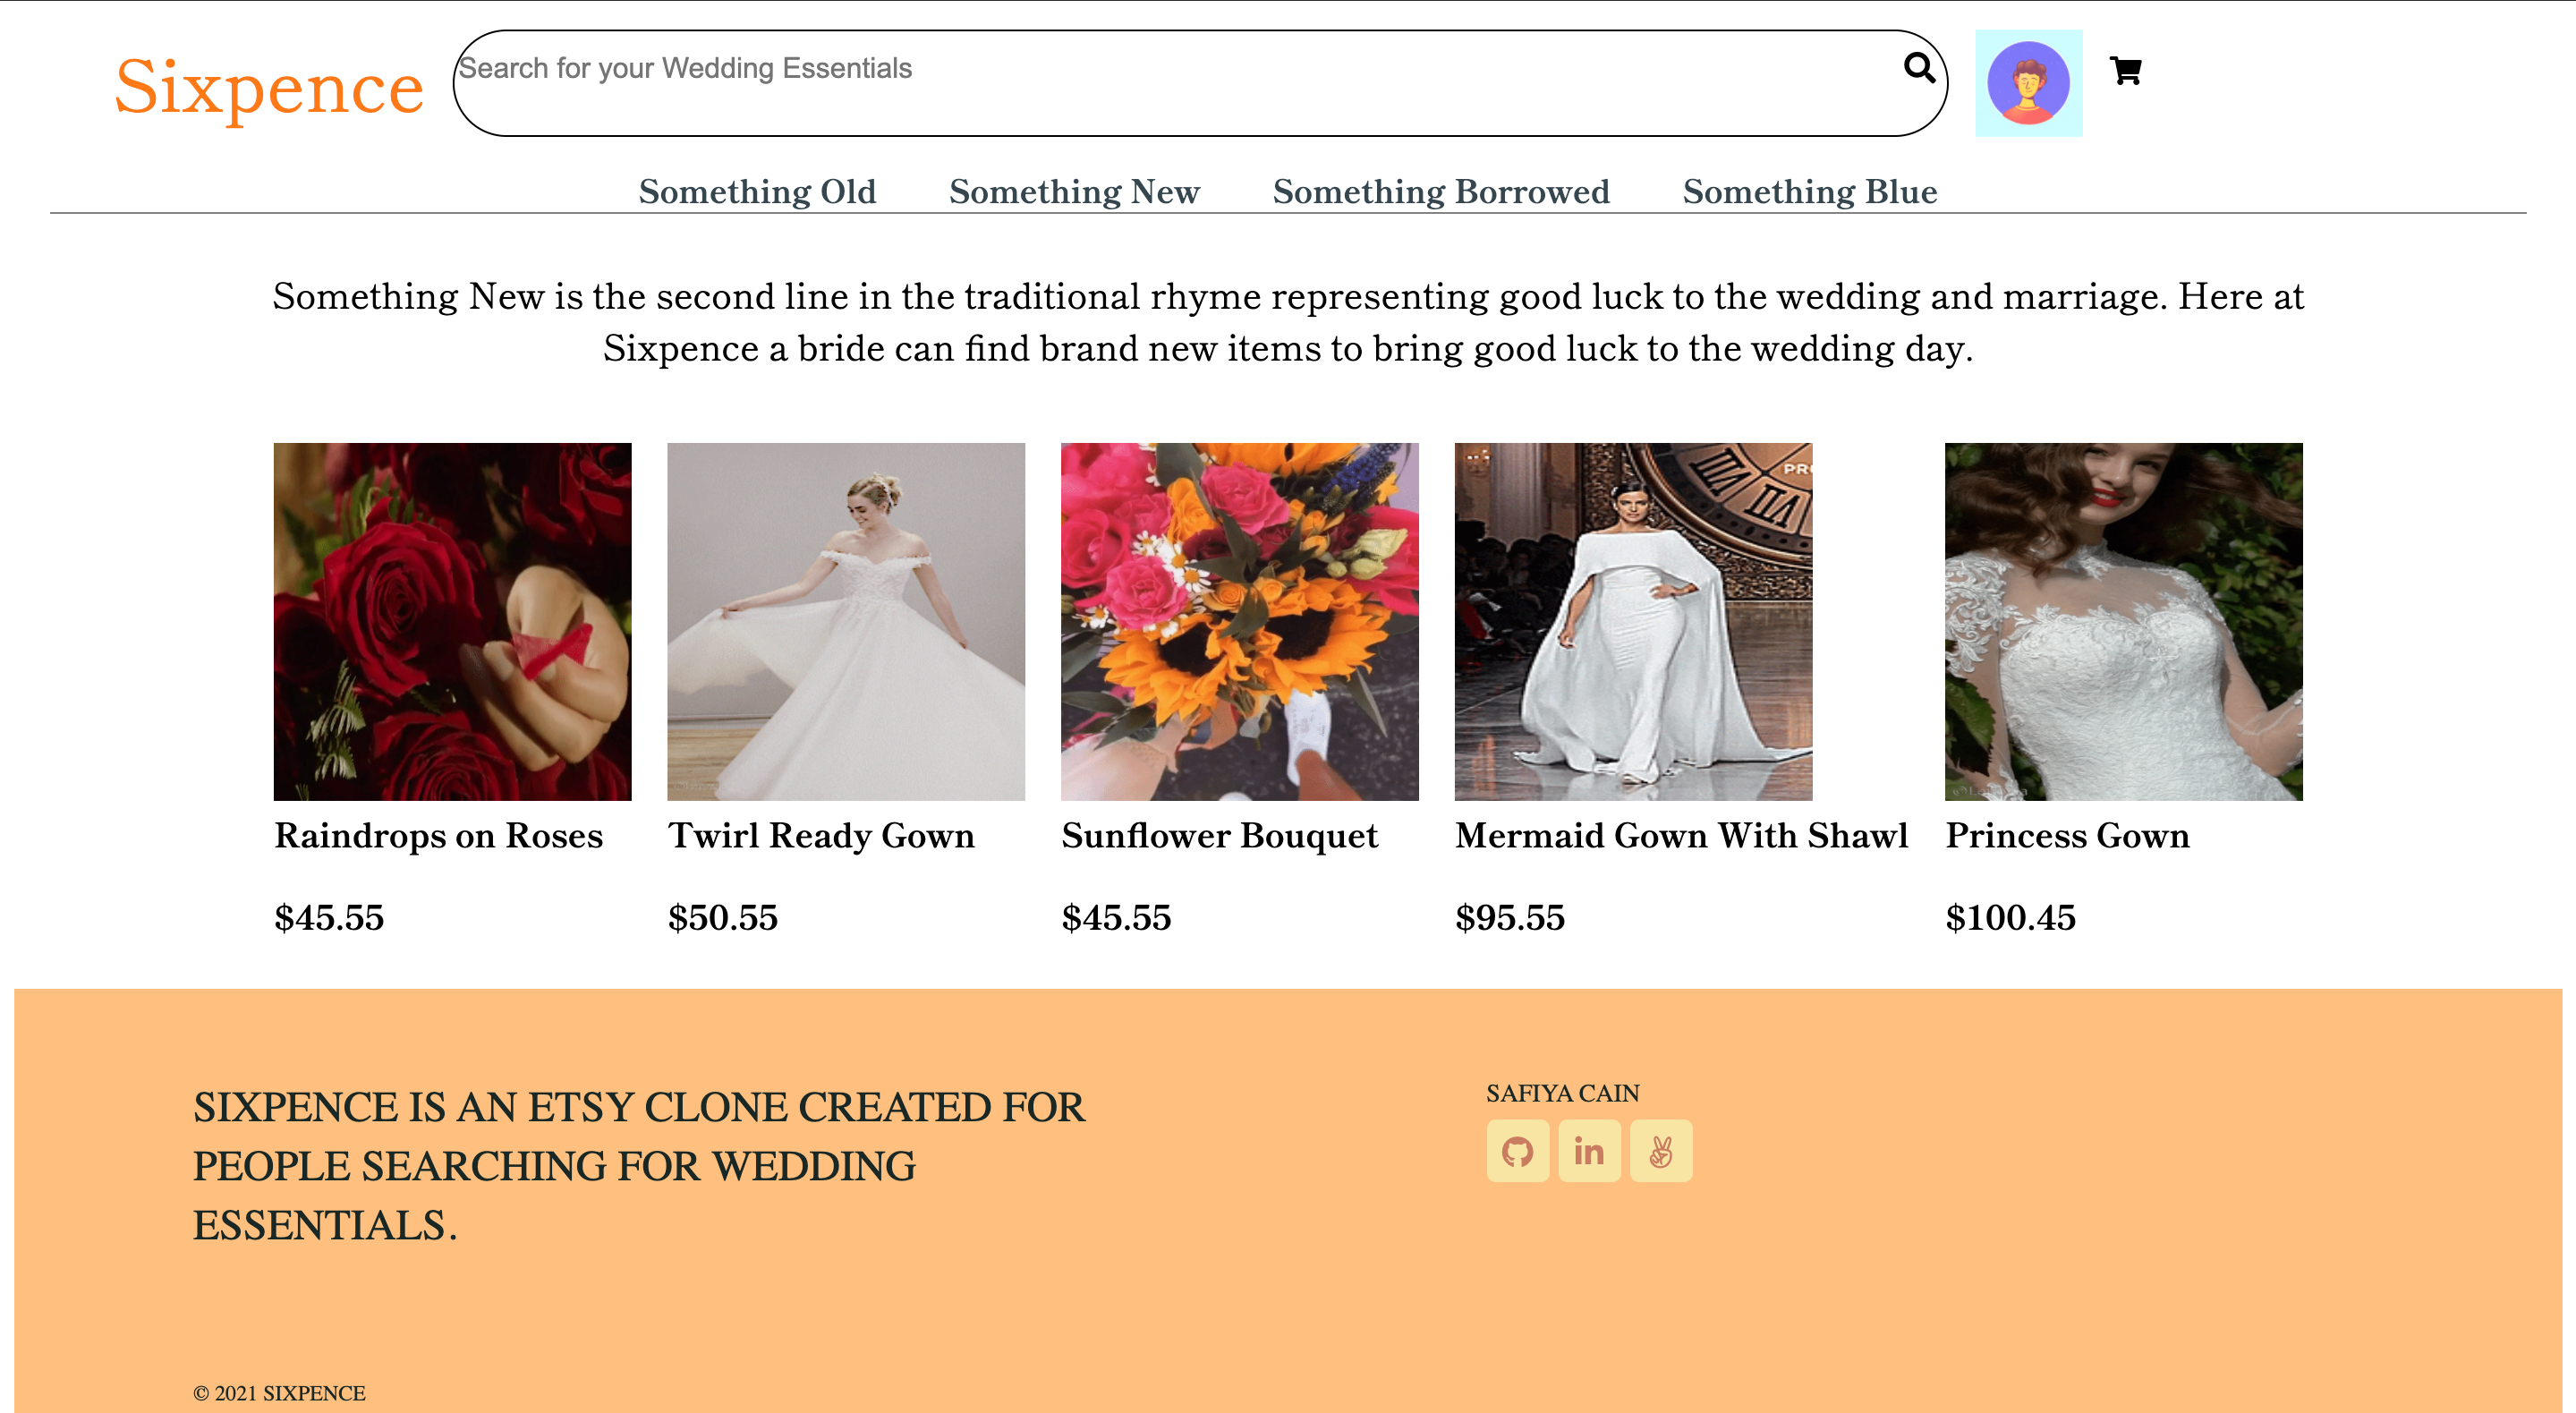 Sixpence
Search for your Wedding Essentials
Something Old Something New Something Borrowed Something Blue
Something New is the second line in the traditional rhyme representing good luck to the wedding and marriage. Here at
Sixpence a bride can find brand new items to bring good luck to the wedding day.
PR
Raindrops on Roses Twirl Ready Gown Sunflower Bouquet Mermaid Gown With Shawl Princess Gown
$45.55 $50.55 $45.55 $95.55 $100.45
SIXPENCE IS AN ETSY CLONE CREATED FOR
PEOPLE SEARCHING FOR WEDDING
ESSENTIALS.
SAFIYA CAIN
in
© 2021 SIXPENCE